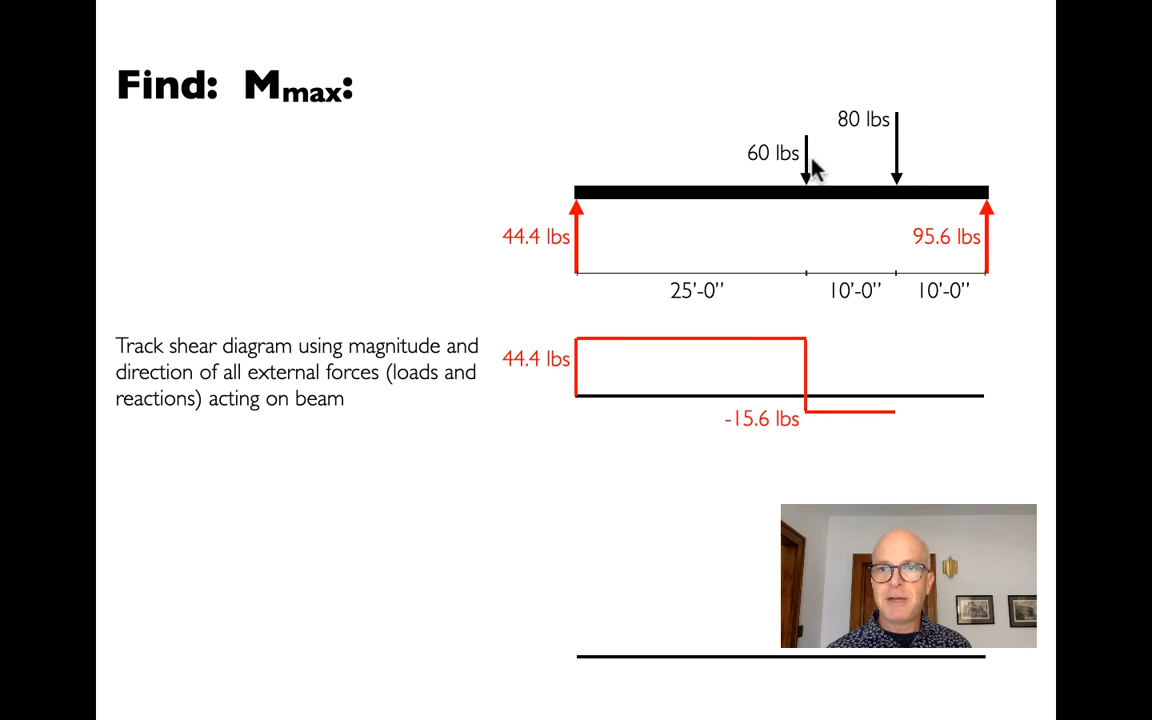 Find: Mmax:
80 lbs
60 lbs
44.4 lbs
95.6 lbs
25’-0”
10’-0”
10’-0”
Track shear diagram using magnitude and
direction of all external forces (loads and
reactions) acting on beam
44.4 lbs
-15.6 lbs